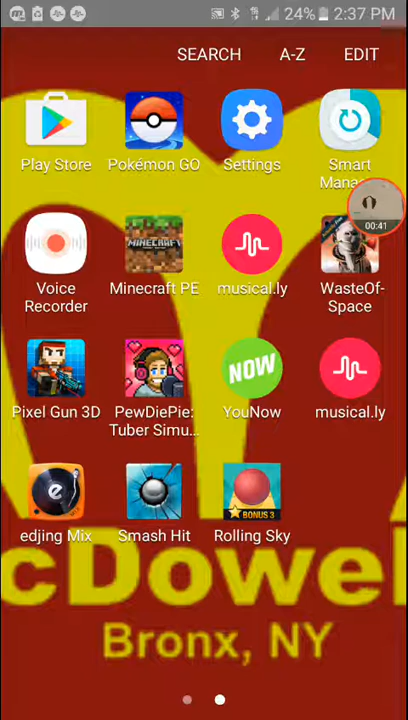 24% 2:37 PM
SEARCH A-Z EDIT
Play Store Pokémon GO Settings Smart
Mana
00:41
Voice Minecraft PE musical.ly WasteOf-
Recorder Space
Pixel Gun 3D PewDiePie: YouNow musical.ly
Tuber Simu...
edjing Mix Smash Hit Rolling Sky
MINECRAFT
NOW
e
BONUS 3
cDowel
Bronx, NY